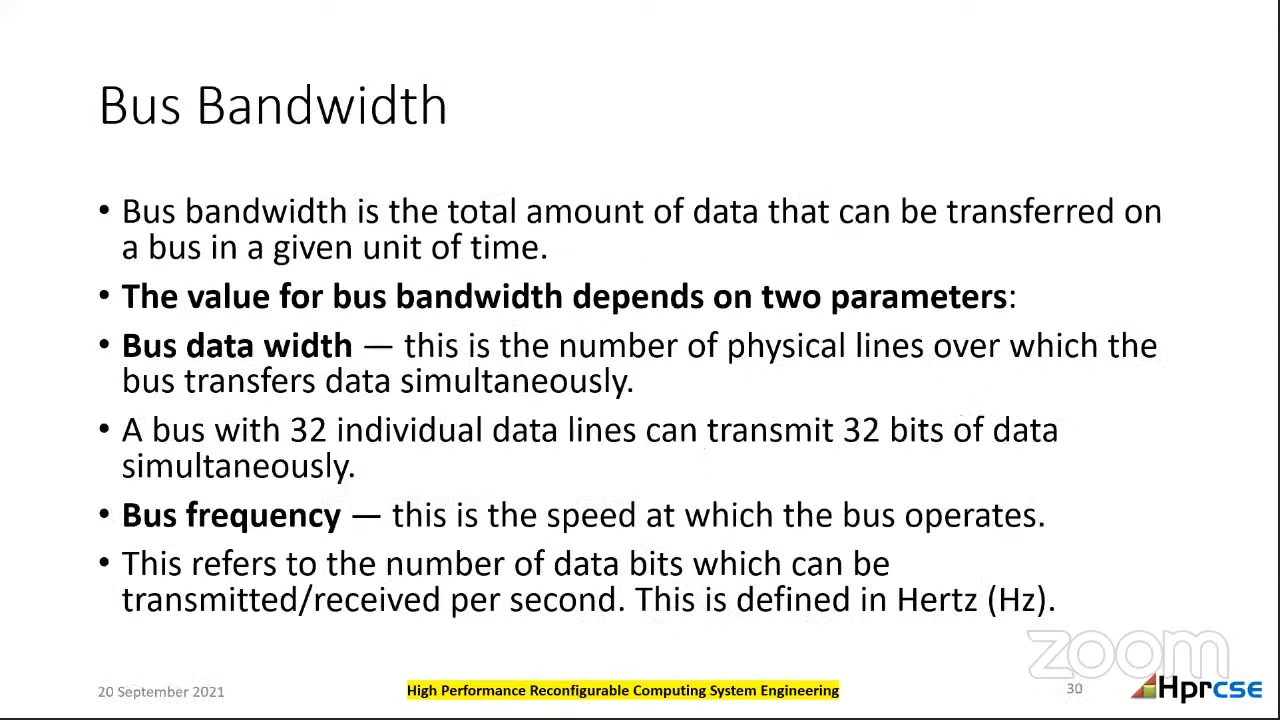 Bus Bandwidth
• Bus bandwidth is the total amount of data that can be transferred on
a bus in a given unit of time.
• The value for bus bandwidth depends on two parameters:
• Bus data width — this is the number of physical lines over which the
bus transfers data simultaneously.
• A bus with 32 individual data lines can transmit 32 bits of data
simultaneously.
• Bus frequency — this is the speed at which the bus operates.
• This refers to the number of data bits which can be
transmitted/received per second. This is defined in Hertz (Hz).
zoom
20 September 2021
High Performance Reconfigurable Computing System Engineering
30
Hprcse